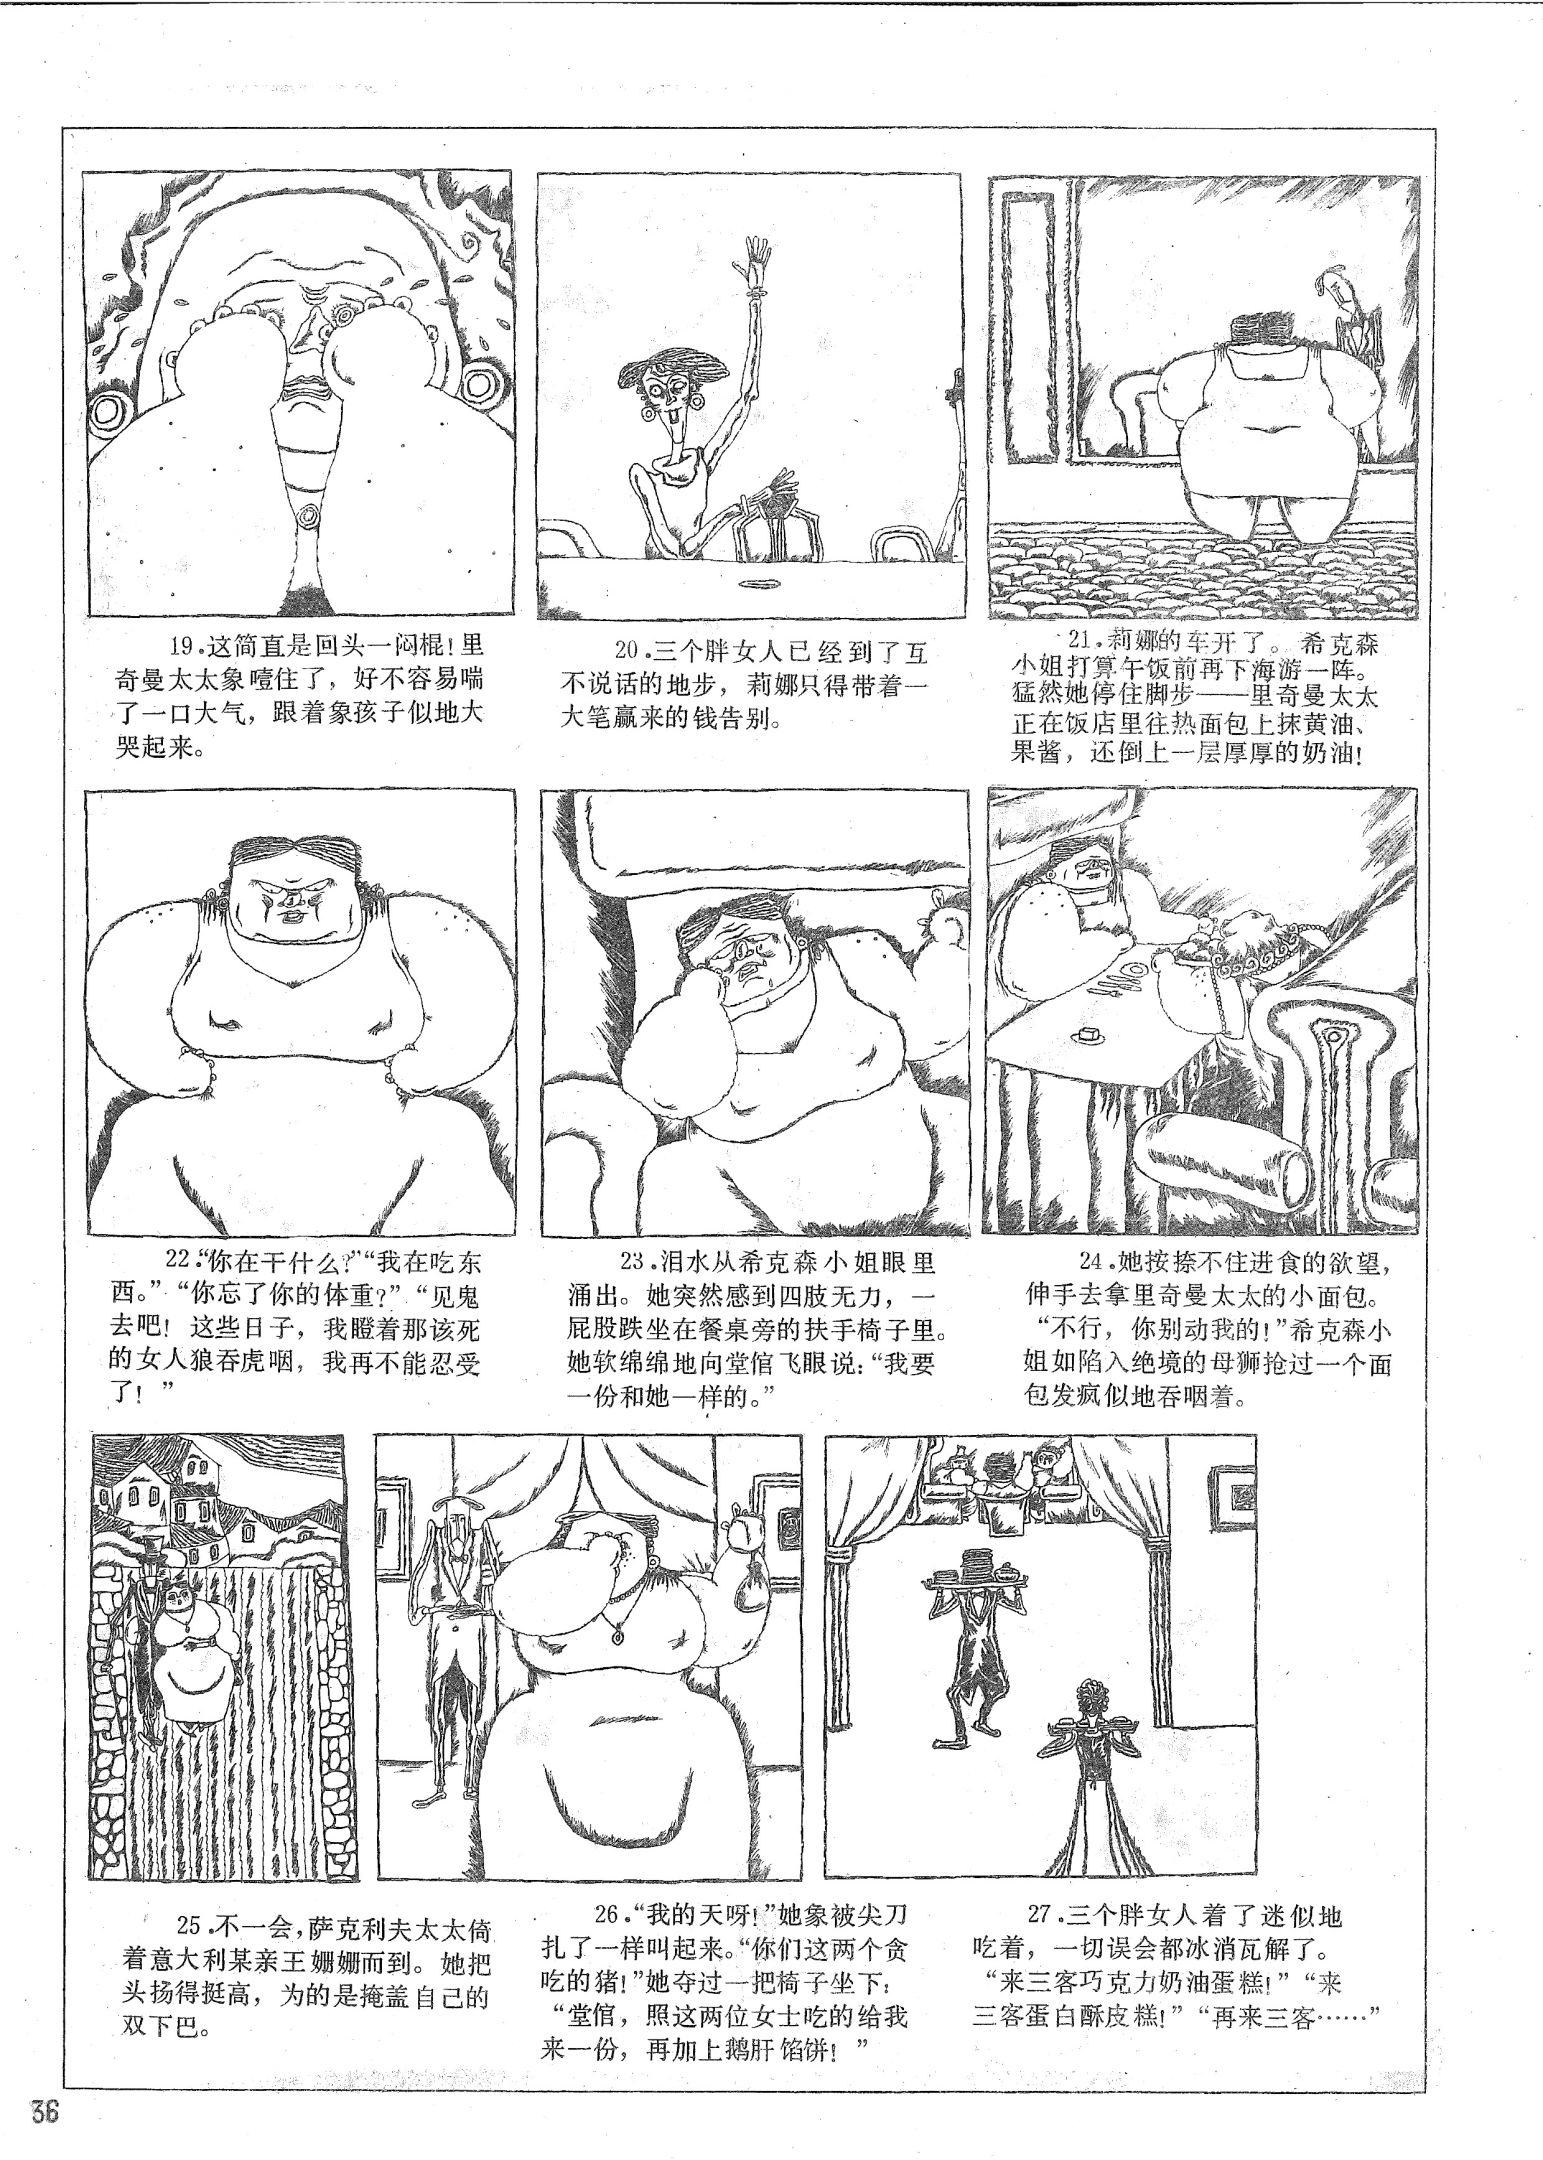 19.这简直是回头一闷棍！里
奇曼太太象噎住了，好不容易喘
了一口大气，跟着象孩子似地大
哭起来。
20.三个胖女人已经到了互
不说话的地步，莉娜只得带着一
大笔赢来的钱告别。
21.莉娜的车开了。希克森
小姐打算午饭前再下海游一阵。
猛然她停住脚步——里奇曼太太
正在饭店里往热面包上抹黄油、
果酱，还倒上一层厚厚的奶油！
22.“你在干什么？”“我在吃东
西。”“你忘了你的体重？”“见鬼
去吧！这些日子，我瞪着那该死
的女人狼吞虎咽，我再不能忍受
了！”
23.泪水从希克森小姐眼里
涌出。她突然感到四肢无力，一
屁股跌坐在餐桌旁的扶手椅子里。
她软绵绵地向堂倌飞眼说：“我要
一份和她一样的。”
24.她按捺不住进食的欲望，
伸手去拿里奇曼太太的小面包。
“不行，你别动我的！”希克森小
姐如陷入绝境的母狮抢过一个面
包发疯似地吞咽着。
25.不一会，萨克利夫太太倚
着意大利某亲王姗姗而到。她把
头扬得挺高，为的是掩盖自己的
双下巴。
26.“我的天呀！”她象被尖刀
扎了一样叫起来。“你们这两个贪
吃的猪！”她夺过一把椅子坐下：
“堂倌，照这两位女士吃的给我
来一份，再加上鹅肝馅饼！”
27.三个胖女人着了迷似地
吃着，一切误会都冰消瓦解了。
“来三客巧克力奶油蛋糕！”“来
三客蛋白酥皮糕！”“再来三客……”
36